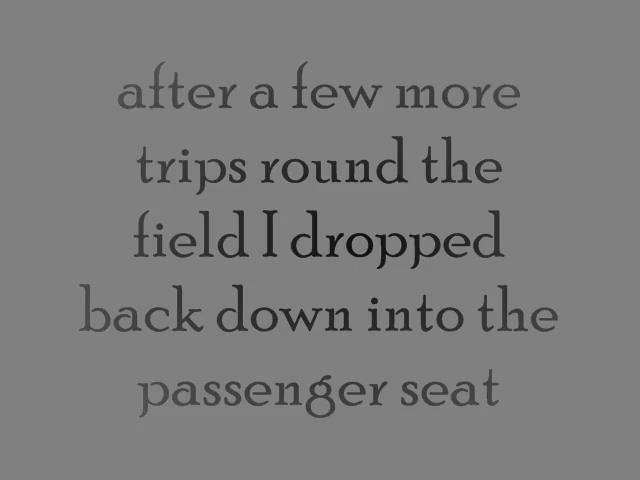 after a few more
trips round the
field I dropped
back down into the
passenger seat